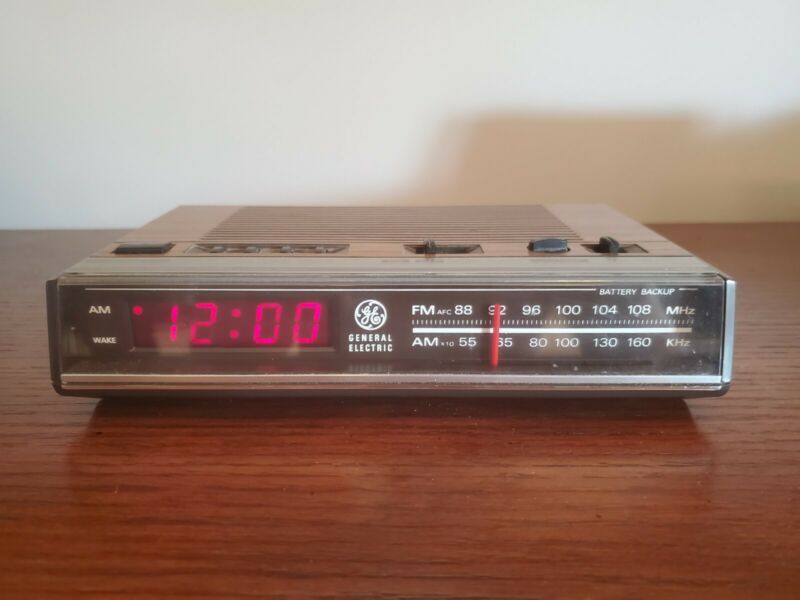 BATTERY BACKUP
AM 12:00
WAKE
GE
GENERAL
ELECTRIC
FM AFC 88 92 96 100 104 108 MHz
AM x10 55 65 80 100 130 160 KHz